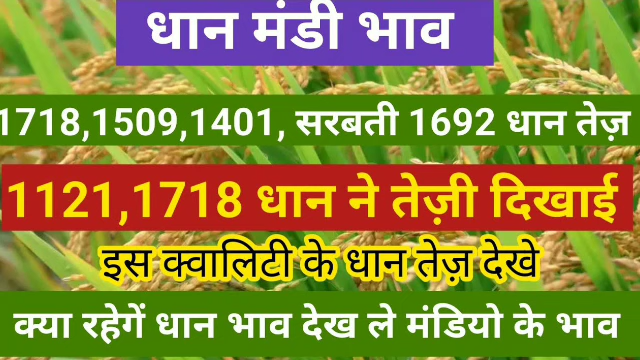 धान मंडी भाव
1718,1509,1401, सरबती 1692 धान तेज़
1121,1718 धान ने तेज़ी दिखाई
इस क्वालिटी के धान तेज़ देखे
क्या रहेगें धान भाव देख ले मंडियो के भाव